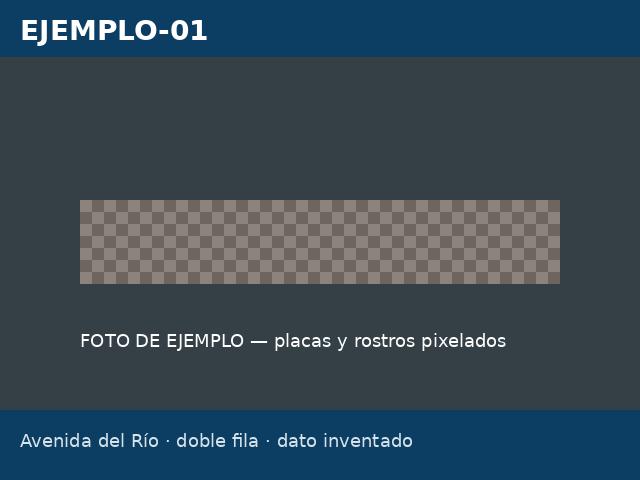 EJEMPLO-01
FOTO DE EJEMPLO — placas y rostros pixelados
Avenida del Río · doble fila · dato inventado